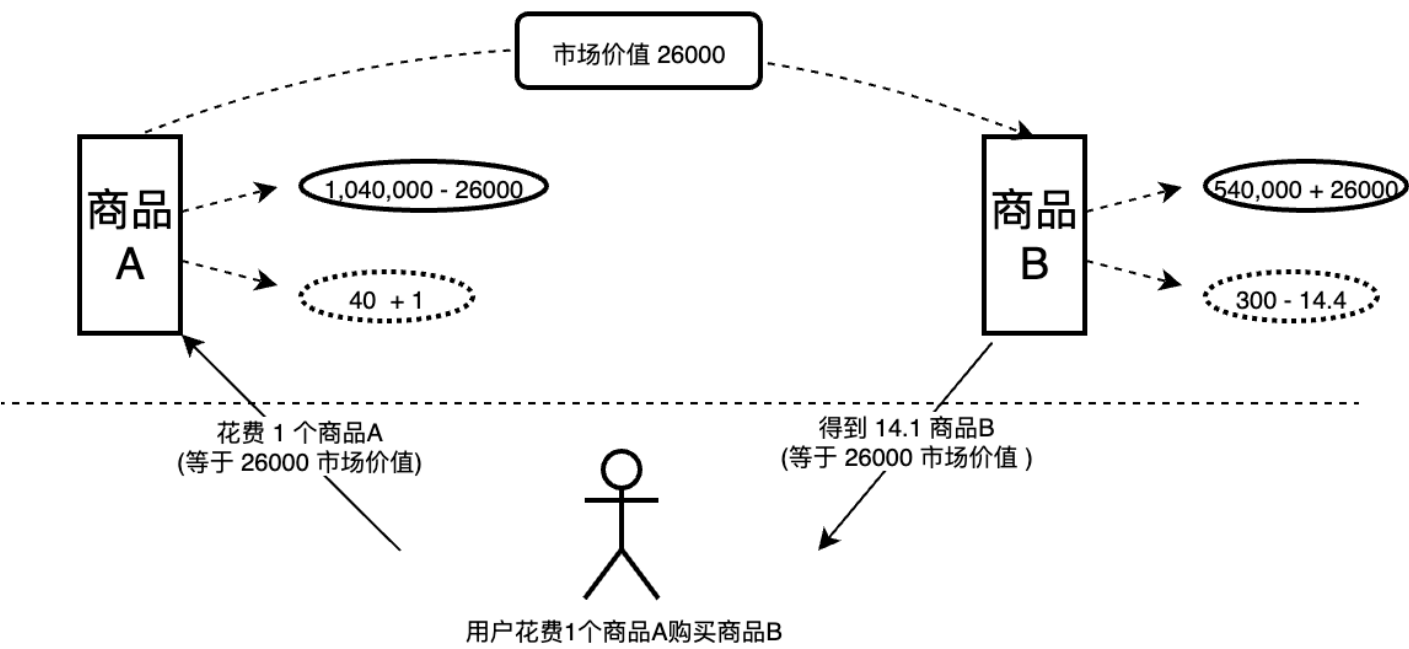 市场价值 26000
商品
A
1,040,000 - 26000
40 + 1
商品
B
540,000 + 26000
300 - 14.4
花费 1 个商品A
(等于 26000 市场价值)
得到 14.1 商品B
(等于 26000 市场价值 )
用户花费1个商品A购买商品B